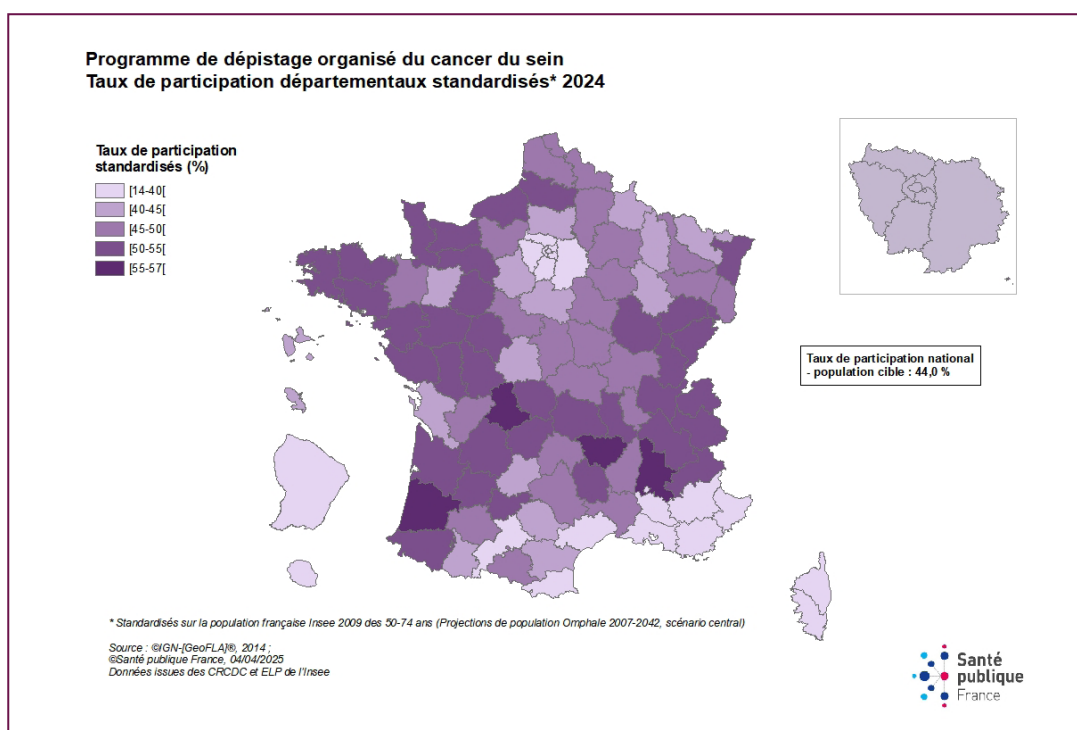 Programme de dépistage organisé du cancer du sein
Taux de participation départementaux standardisés* 2024
Taux de participation
standardisés (%)
[14-40[
[40-45[
[45-50[
[50-55[
[55-57[
Taux de participation national
- population cible : 44,0 %
* Standardisés sur la population française Insee 2009 des 50-74 ans (Projections de population Omphale 2007-2042, scénario central)
Source : ©IGN-[GeoFLA]®, 2014 ;
©Santé publique France, 04/04/2025
Données issues des CRCDC et ELP de l'Insee
Santé
publique
France